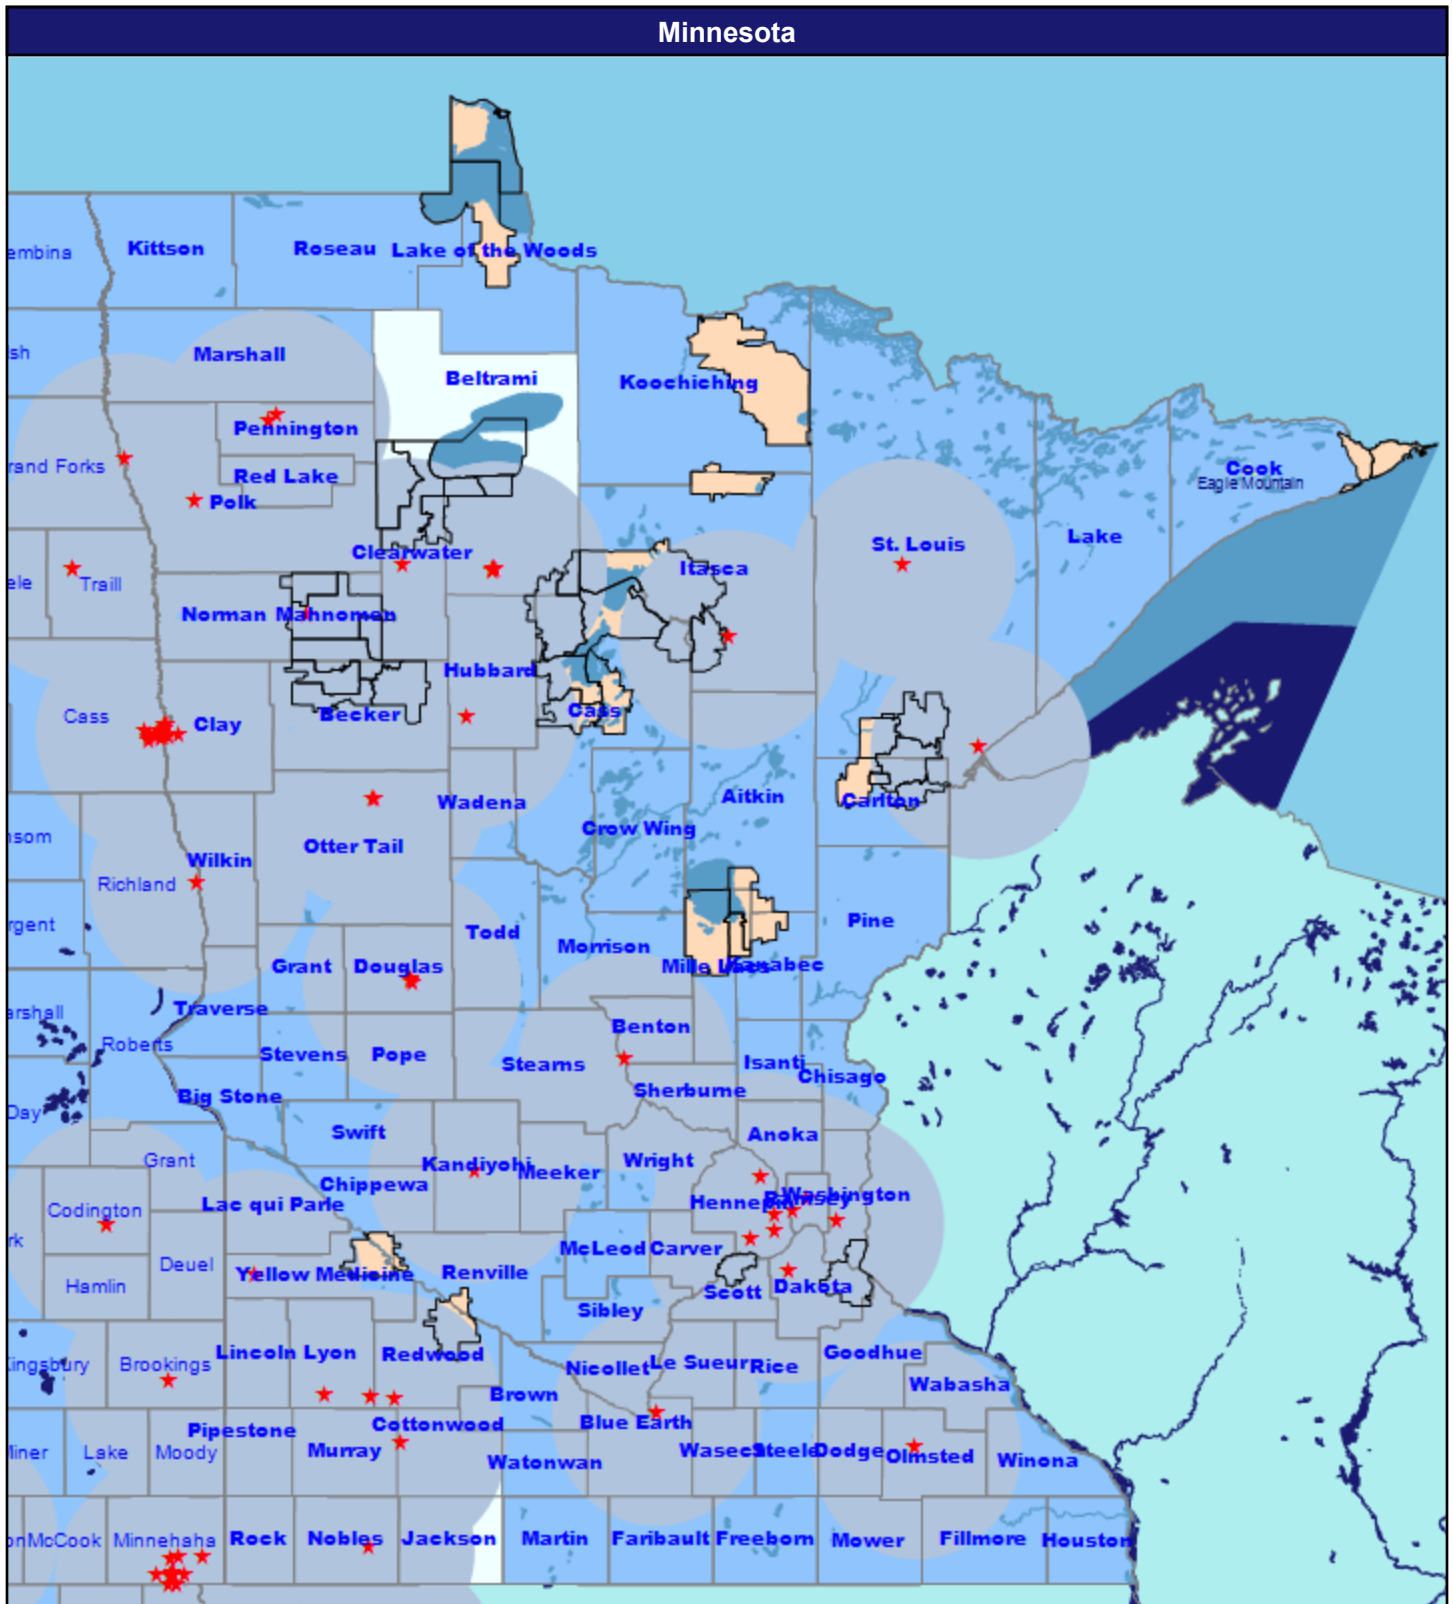 Minnesota
embina
Kittson
Roseau
Lake of the Woods
sh
Marshall
Beltrami
Koochiching
Pennington
rand Forks
Red Lake
Polk
Cook
Eagle Mountain
Lake
St. Louis
Clearwater
Itasca
ele
Traill
Norman
Mahnomen
Hubbard
Cass
Clay
Becker
Cass
Wadena
Aitkin
Carlton
nsom
Crow Wing
Otter Tail
Wilkin
Richland
rgent
Todd
Morrison
Pine
Grant
Douglas
Mille Lacs
Kanabec
arshall
Traverse
Roberts
Stevens
Pope
Stearns
Benton
Isanti
Chisago
Sherburne
Day
Big Stone
Swift
Anoka
Grant
Kandiyohi
Meeker
Wright
Chippewa
Lac qui Parle
Codington
Hennepin
Ramsey
Washington
rk
McLeod
Carver
Deuel
Hamlin
Yellow Medicine
Renville
Scott
Dakota
Sibley
Kingsbury
Brookings
Lincoln
Lyon
Redwood
Nicollet
Le Sueur
Rice
Goodhue
Wabasha
Brown
Pipestone
Cottonwood
Blue Earth
Miner
Lake
Moody
Murray
Watonwan
Waseca
Steele
Dodge
Olmsted
Winona
on
McCook
Minnehaha
Rock
Nobles
Jackson
Martin
Faribault
Freeborn
Mower
Fillmore
Houston